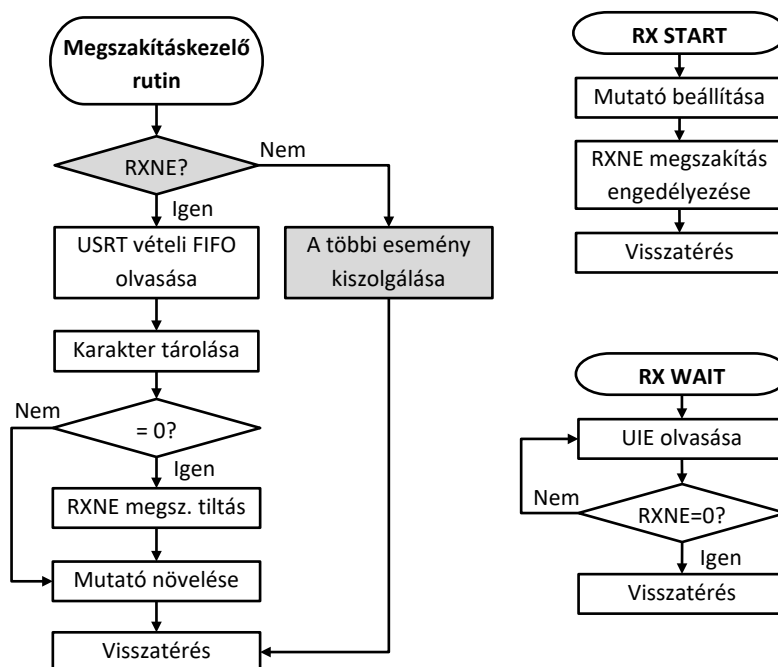 Megszakításkezelő
rutin
RXNE?
Nem
Igen
USRT vételi FIFO
olvasása
A többi esemény
kiszolgálása
Karakter tárolása
Nem
= 0?
Igen
RXNE megsz. tiltás
Mutató növelése
Visszatérés
RX START
Mutató beállítása
RXNE megszakítás
engedélyezése
Visszatérés
RX WAIT
UIE olvasása
Nem
RXNE=0?
Igen
Visszatérés